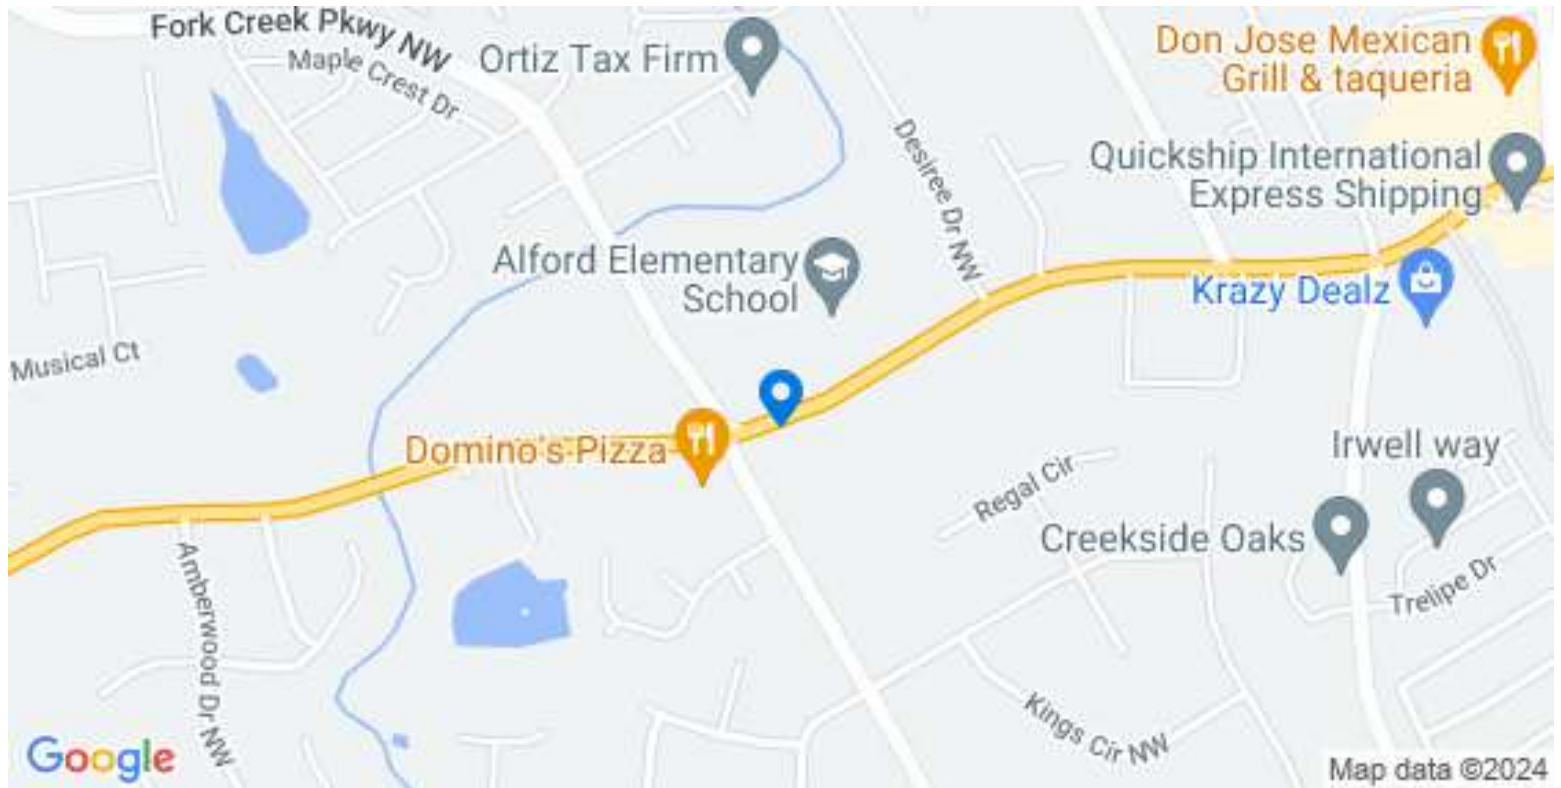 Fork Creek Pkwy NW
Maple Crest Dr
Ortiz Tax Firm
Don Jose Mexican
Grill & taqueria
Desiree Dr NW
Quickship International
Express Shipping
Alford Elementary
School
Krazy Dealz
Musical Ct
Domino's Pizza
Irwell way
Regal Cir
Creekside Oaks
Amberwood Dr NW
Trelipe Dr
Kings Cir NW
Google
Map data ©2024